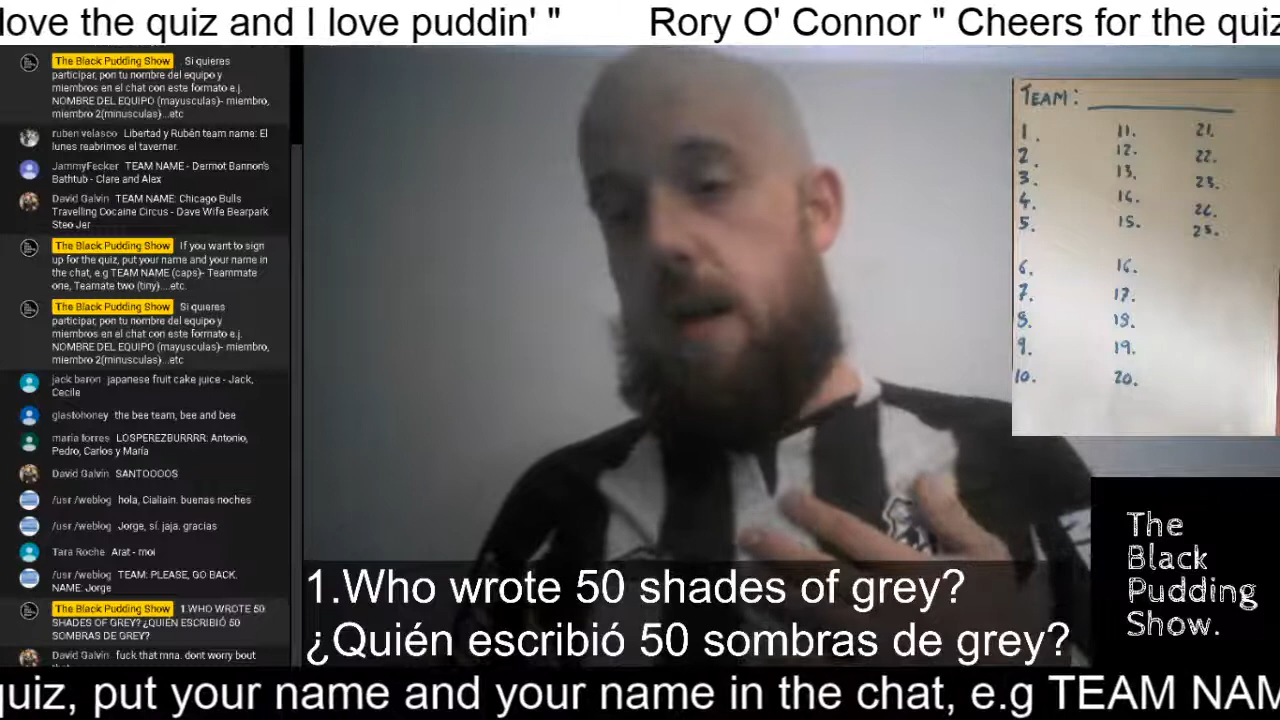 love the quiz and I love puddin' " Rory O' Connor " Cheers for the quiz
The Black Pudding Show Si quieres
participar, pon tu nombre del equipo y
miembros en el chat con este formato e.j.
NOMBRE DEL EQUIPO (mayusculas)- miembro,
miembro 2(minusculas)...etc
ruben velasco Libertad y Rubén team name: El
lunes reabrimos el taverner.
JammyFecker TEAM NAME - Dermot Bannon's
Bathtub - Clare and Alex
David Galvin TEAM NAME: Chicago Bulls
Travelling Cocaine Circus - Dave Wife Bearpark
Steo Jer
The Black Pudding Show If you want to sign
up for the quiz, put your name and your name in
the chat, e.g TEAM NAME (caps)- Teammate
one, Teamate two (tiny)....etc.
The Black Pudding Show Si quieres
participar, pon tu nombre del equipo y
miembros en el chat con este formato e.j.
NOMBRE DEL EQUIPO (mayusculas)- miembro,
miembro 2(minusculas)...etc
jack baron japanese fruit cake juice - Jack,
Cecile
glastohoney the bee team, bee and bee
maria torres LOSPEREZBURRRR: Antonio,
Pedro, Carlos y María
David Galvin SANTOOOOS
/usr/weblog hola, Cialiain. buenas noches
/usr/weblog Jorge, sí. jaja. gracias
Tara Roche Arat - moi
/usr/weblog TEAM: PLEASE, GO BACK.
NAME: Jorge
The Black Pudding Show 1.WHO WROTE 50
SHADES OF GREY? ¿QUIÉN ESCRIBIÓ 50
SOMBRAS DE GREY?
David Galvin fuck that mna. dont worry bout
TEAM:
1. 11. 21.
2. 12. 22.
3. 13. 23.
4. 14. 24.
5. 15. 25.
6. 16.
7. 17.
8. 18.
9. 19.
10. 20.
1.Who wrote 50 shades of grey?
¿Quién escribió 50 sombras de grey?
The
Black
Pudding
Show.
quiz, put your name and your name in the chat, e.g TEAM NAM